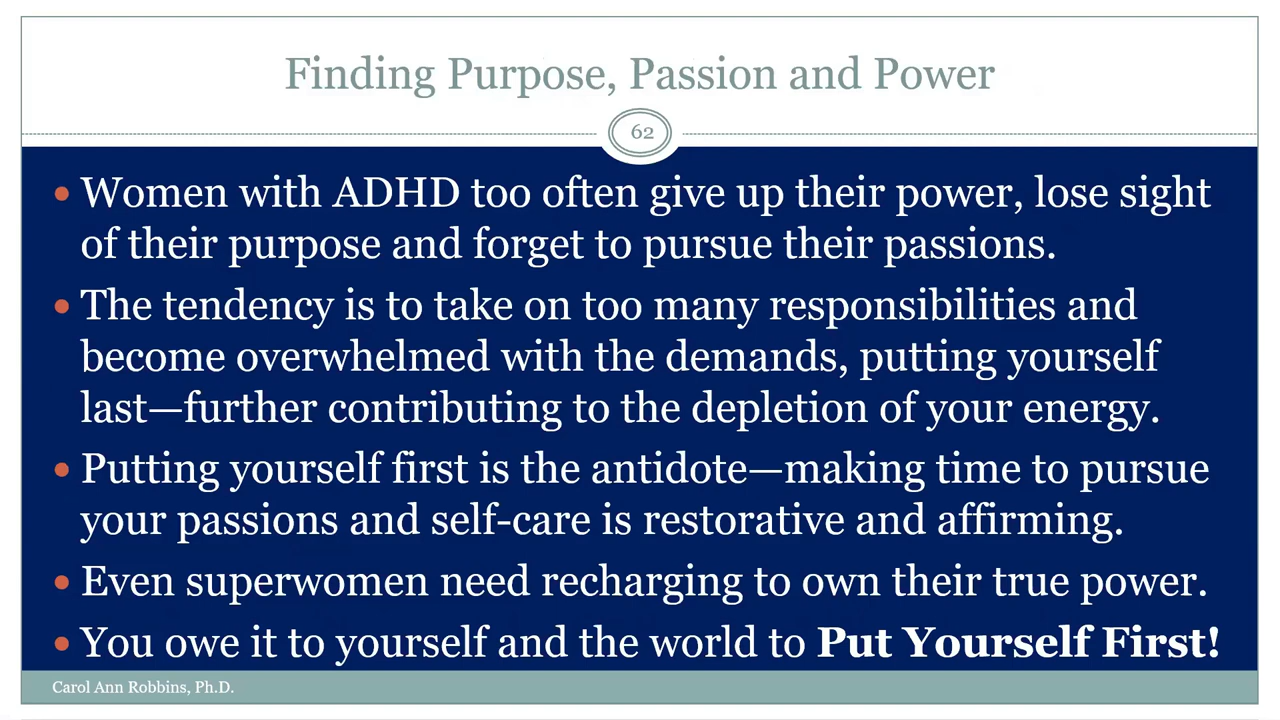 Finding Purpose, Passion and Power
62
• Women with ADHD too often give up their power, lose sight
of their purpose and forget to pursue their passions.
• The tendency is to take on too many responsibilities and
become overwhelmed with the demands, putting yourself
last—further contributing to the depletion of your energy.
• Putting yourself first is the antidote—making time to pursue
your passions and self-care is restorative and affirming.
• Even superwomen need recharging to own their true power.
• You owe it to yourself and the world to Put Yourself First!
Carol Ann Robbins, Ph.D.